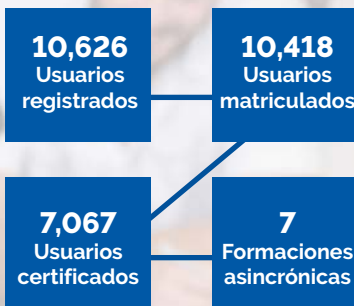 10,626
Usuarios
registrados
10,418
Usuarios
matriculados
7,067
Usuarios
certificados
7
Formaciones
asincrónicas